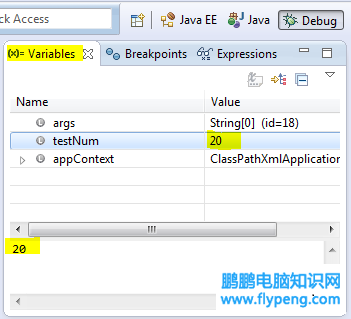 ck Access
Java EE
Java
Debug
(x)= Variables
Breakpoints
Expressions
Name
Value
args
String[0] (id=18)
testNum
20
appContext
ClassPathXmlApplication
20
鹏鹏电脑知识网
www.flypeng.com